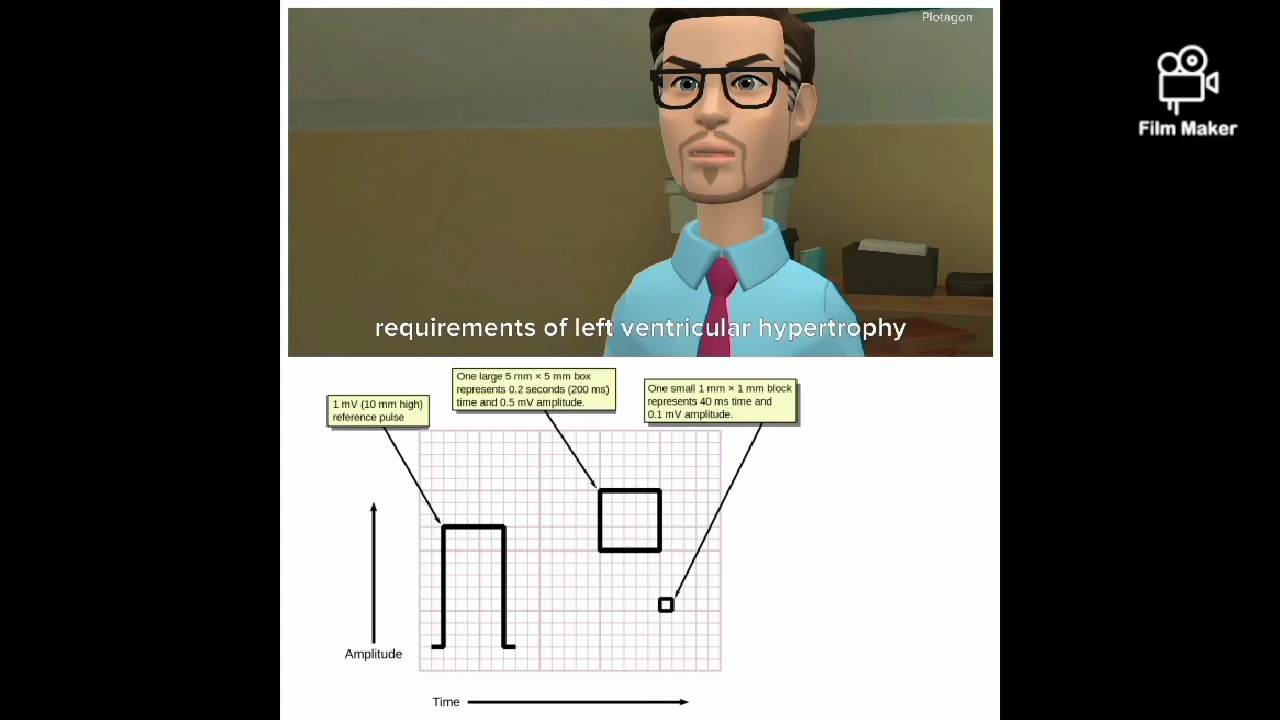 Plotagon
Film Maker
requirements of left ventricular hypertrophy
One large 5 mm × 5 mm box
represents 0.2 seconds (200 ms)
time and 0.5 mV amplitude.
One small 1 mm × 1 mm block
represents 40 ms time and
0.1 mV amplitude.
1 mV (10 mm high)
reference pulse
Amplitude
Time